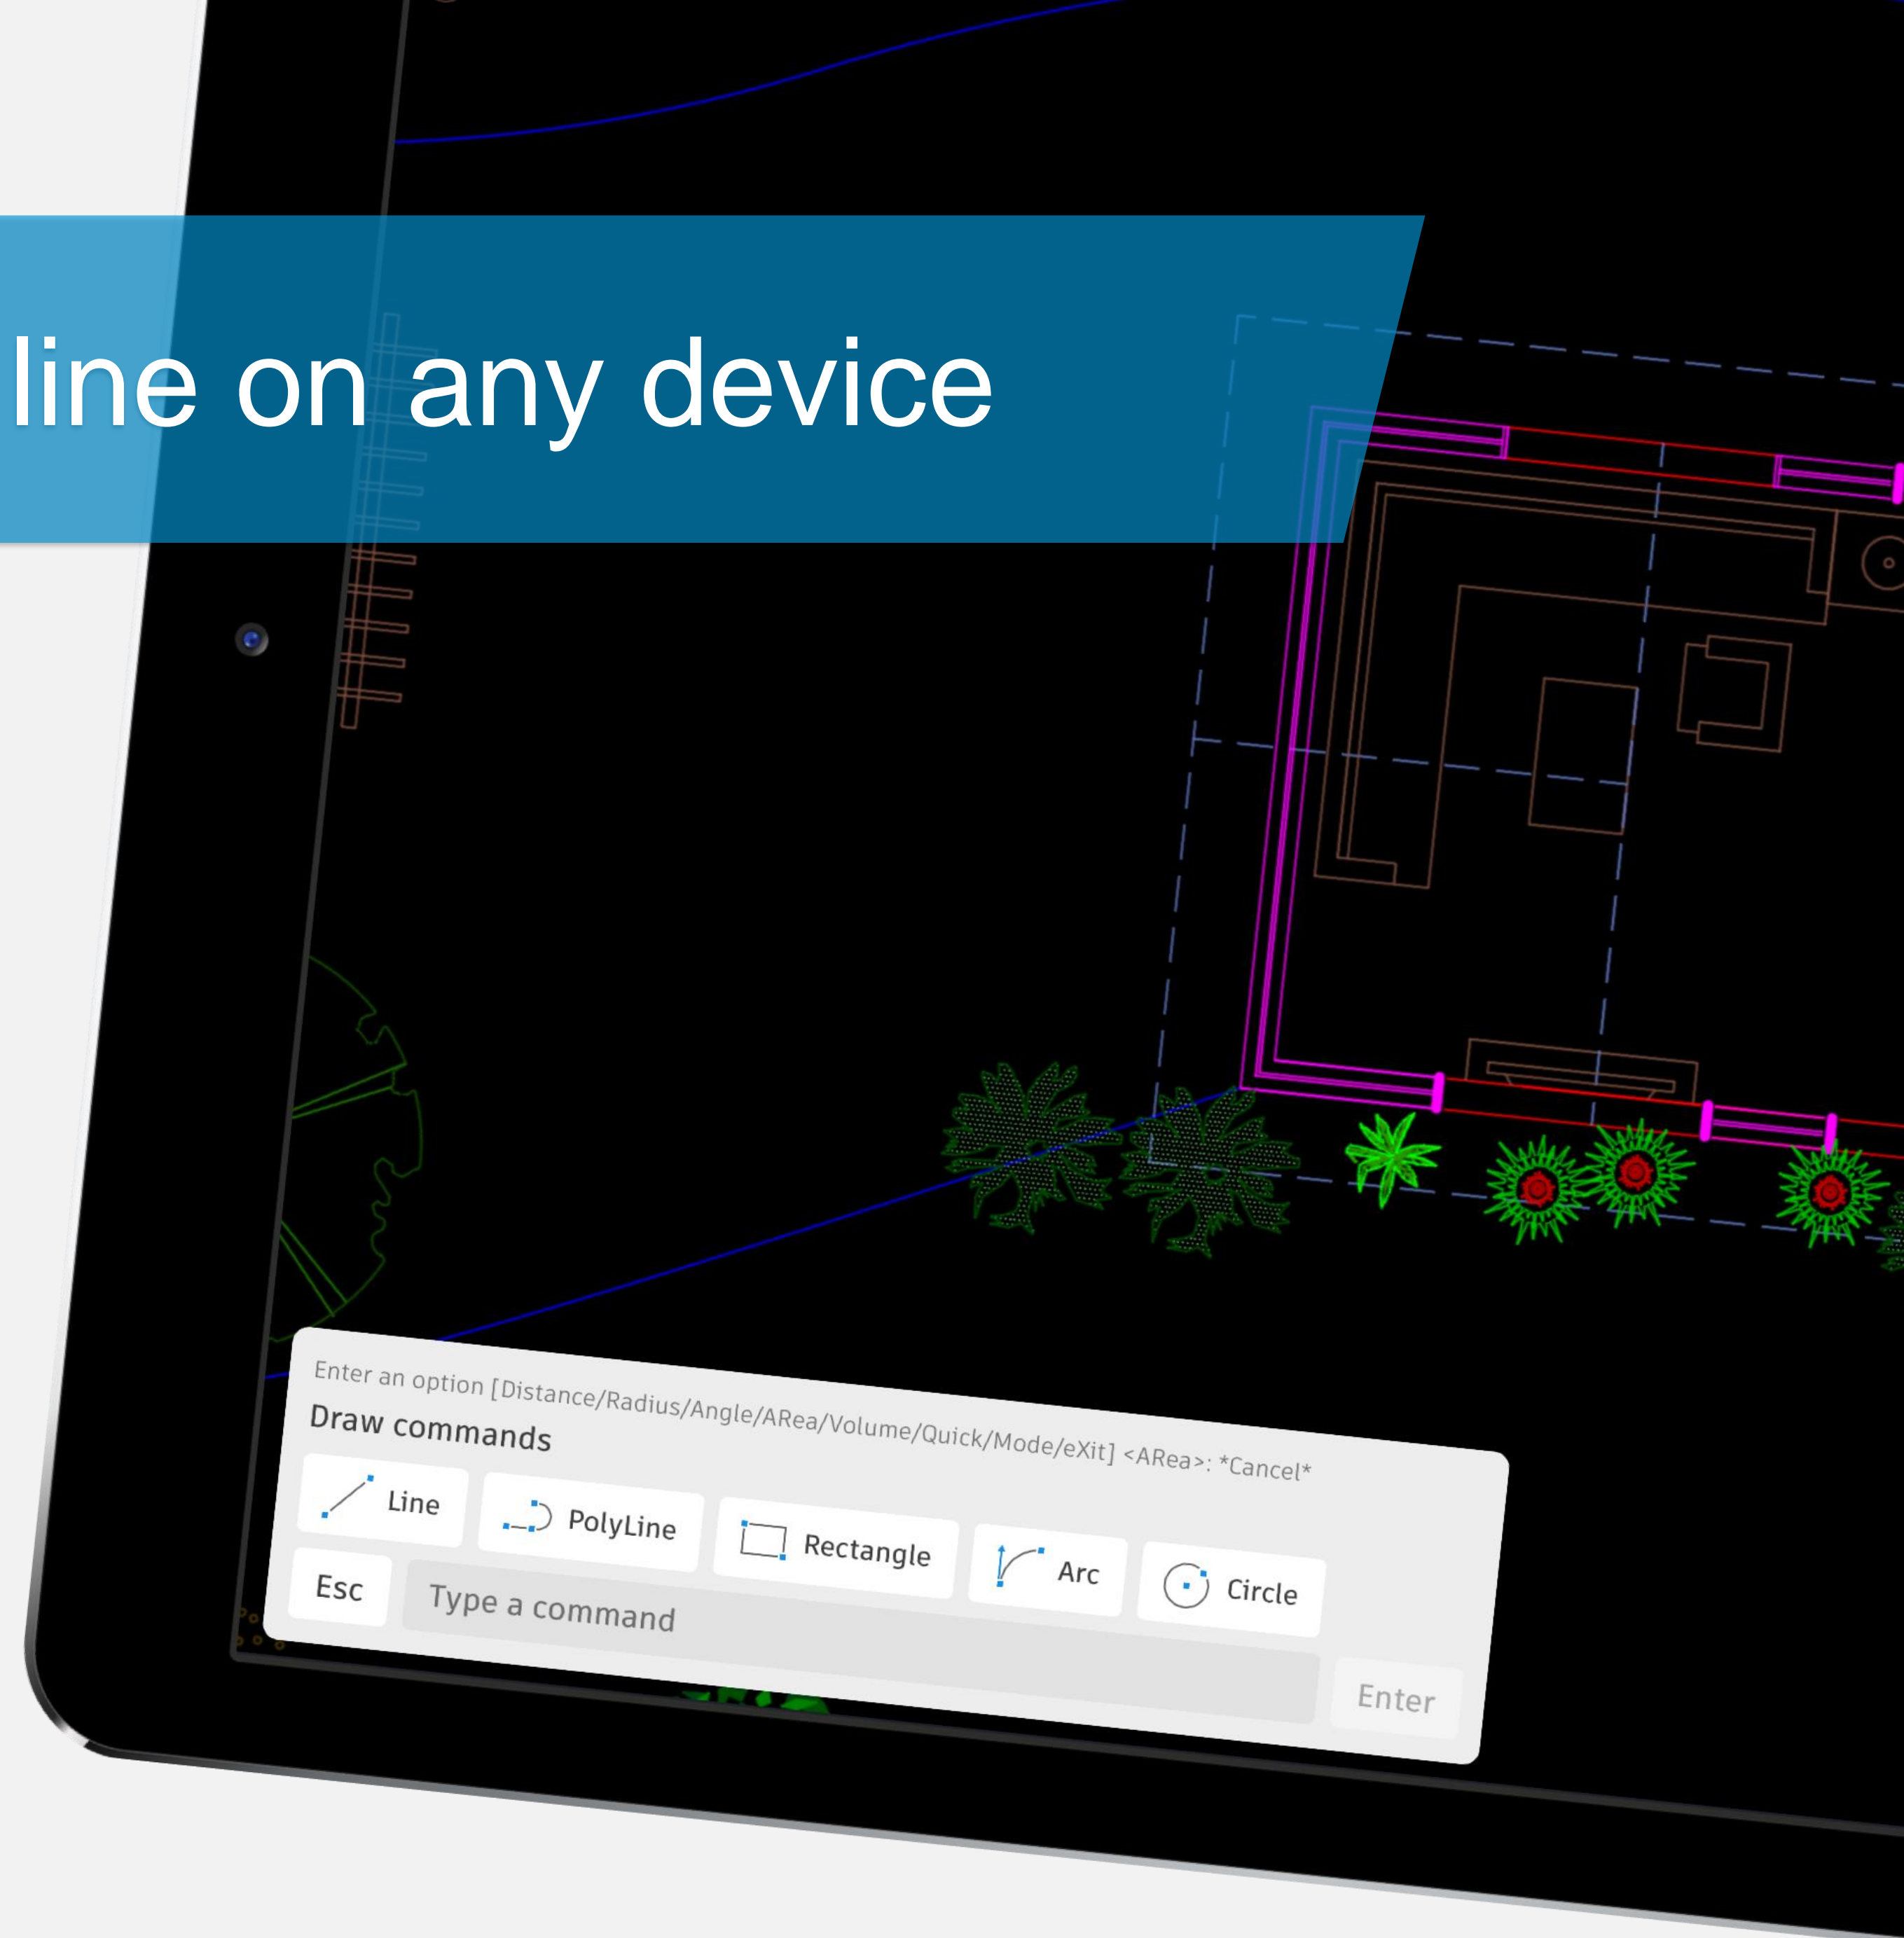 line on any device
Enter an option [Distance/Radius/Angle/ARea/Volume/Quick/Mode/eXit] <ARea>: *Cancel*
Draw commands
Line PolyLine Rectangle Arc Circle
Esc Type a command Enter